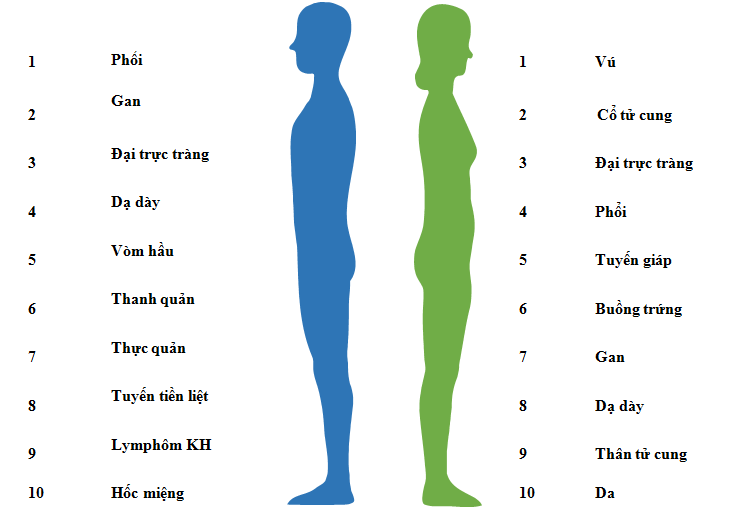 1 Phổi 1 Vú
2 Gan 2 Cổ tử cung
3 Đại trực tràng 3 Đại trực tràng
4 Dạ dày 4 Phổi
5 Vòm hầu 5 Tuyến giáp
6 Thanh quản 6 Buồng trứng
7 Thực quản 7 Gan
8 Tuyến tiền liệt 8 Dạ dày
9 Lymphôm KH 9 Thân tử cung
10 Hốc miệng 10 Da